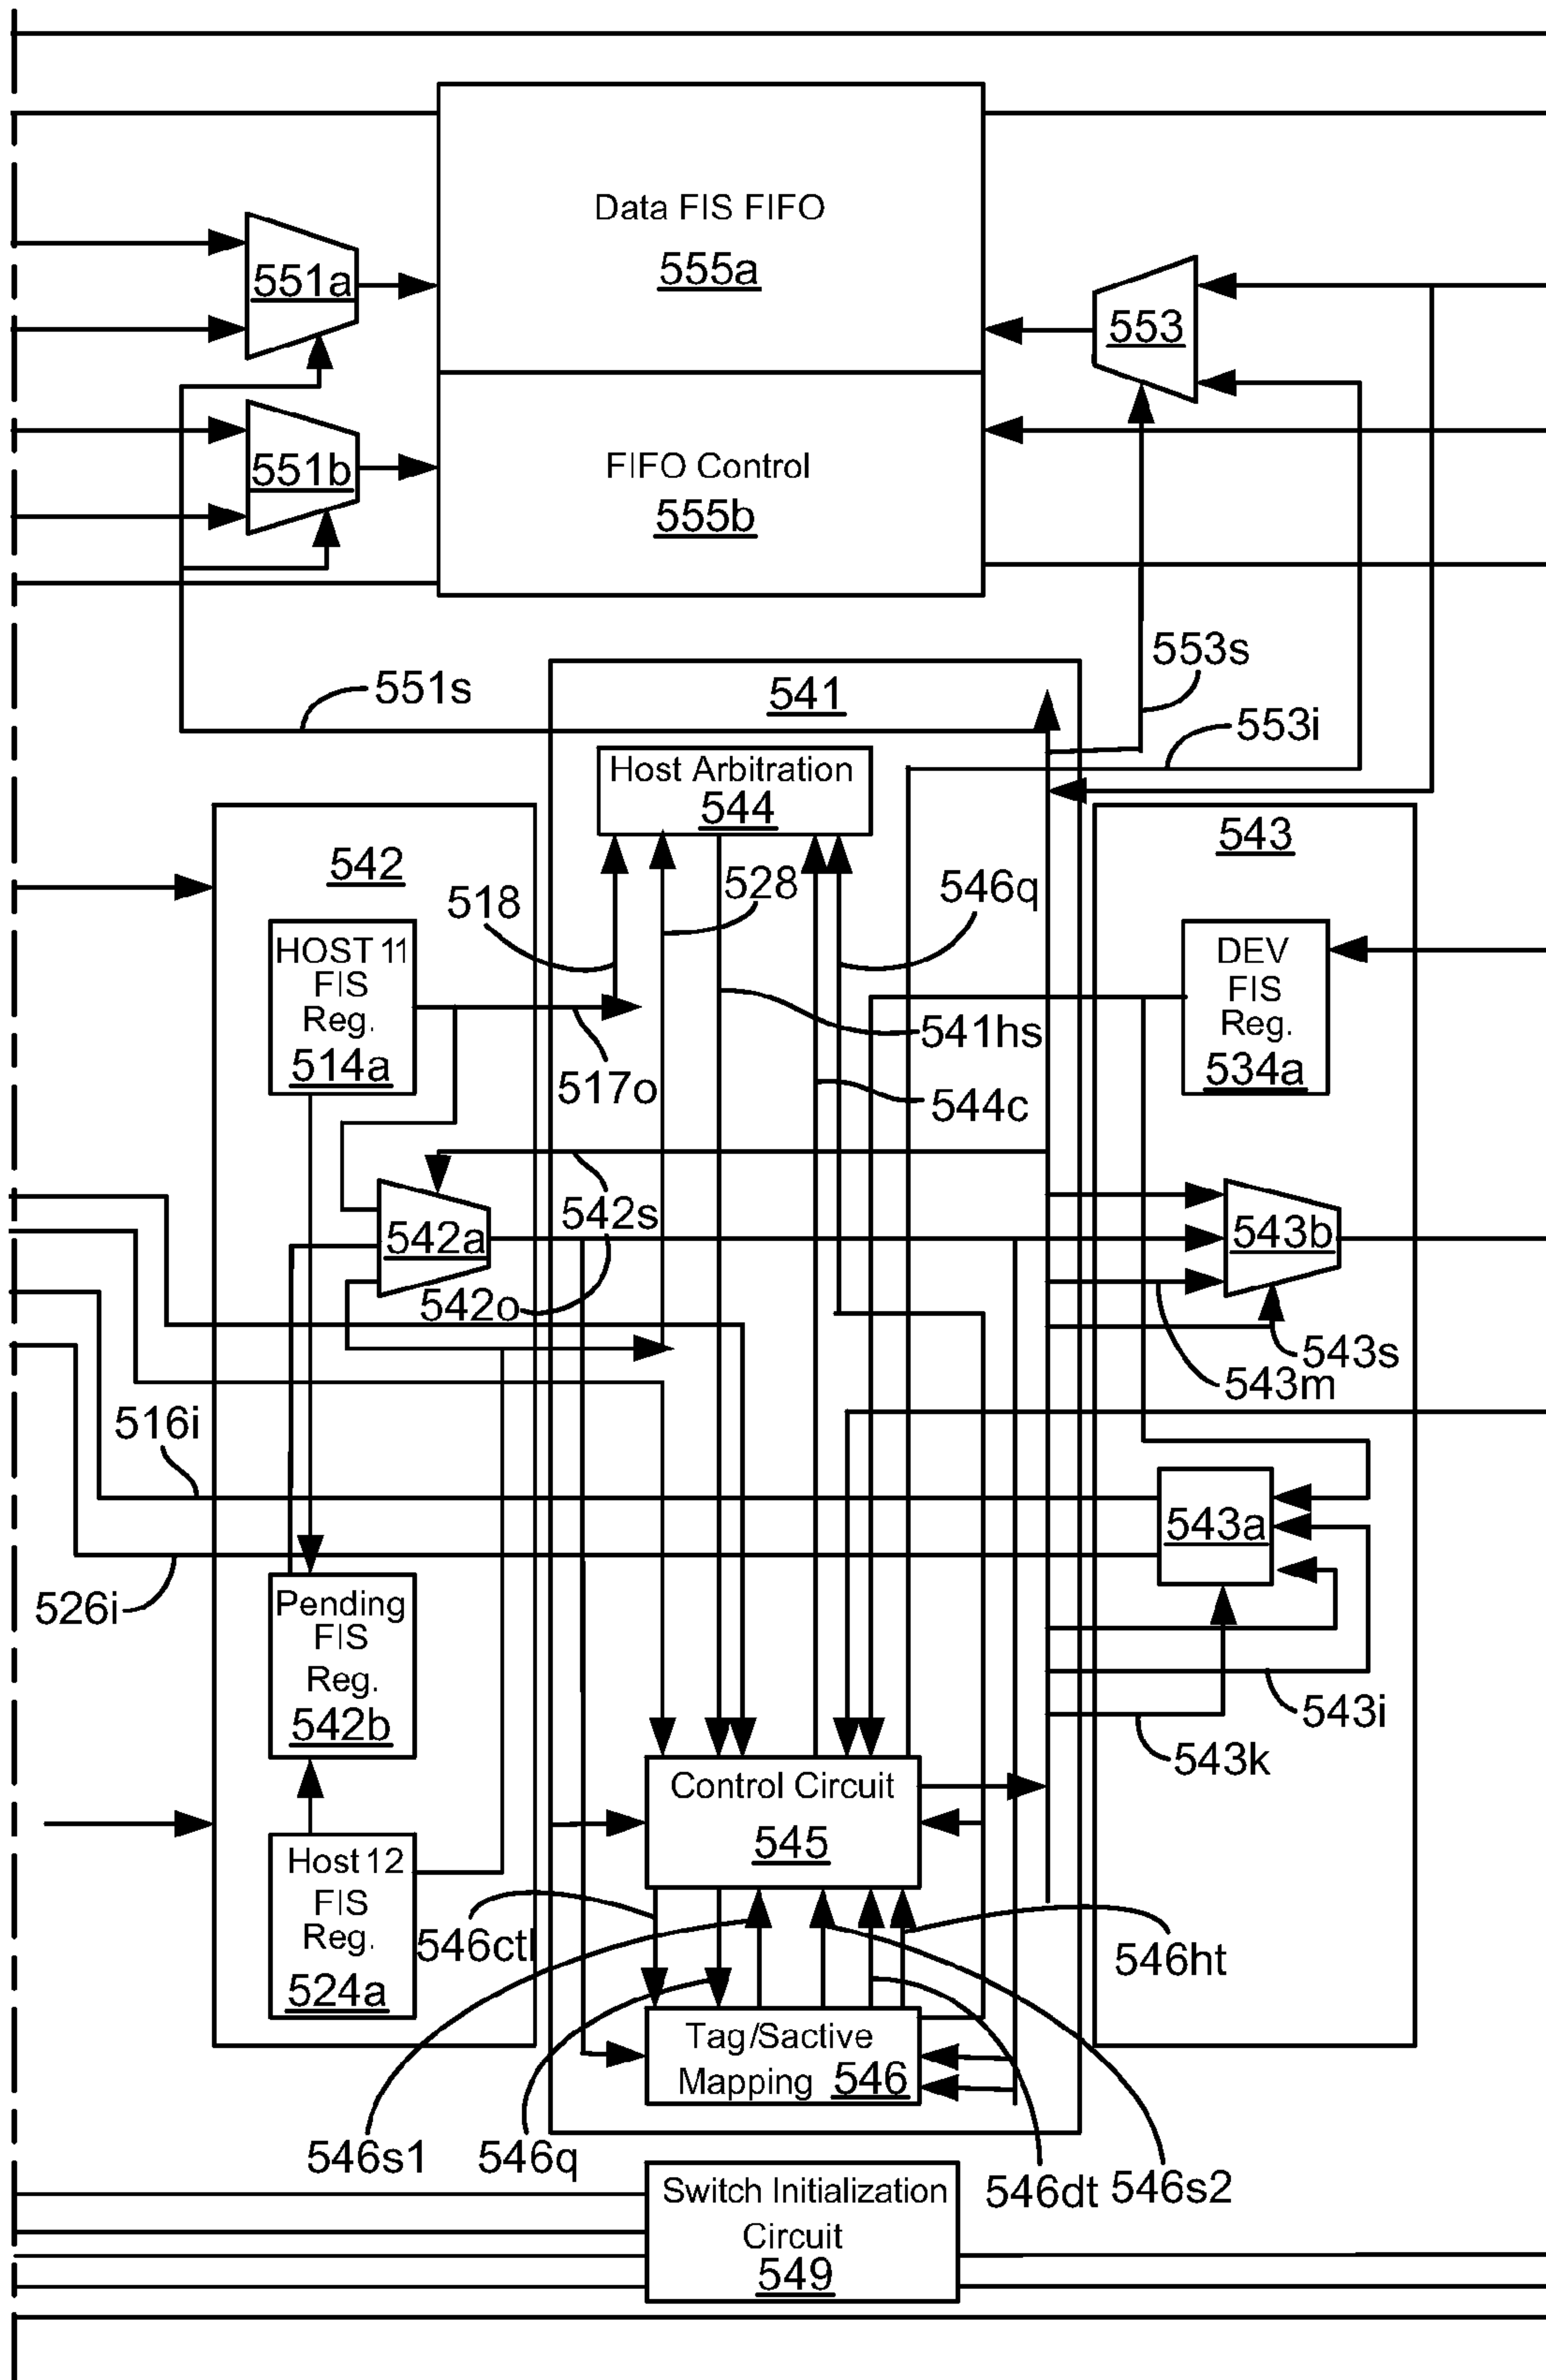 Data FIS FIFO
555a
551a
553
551b
FIFO Control
555b
553s
551s
541
553i
Host Arbitration
544
542
543
518
528
546q
HOST 11
FIS
Reg.
514a
DEV
FIS
Reg.
534a
541hs
517o
544c
542s
542a
543b
542o
543s
543m
516i
543a
526i
Pending
FIS
Reg.
542b
543i
543k
Control Circuit
545
Host 12
FIS
Reg.
524a
546ctl
546ht
Tag/Sactive
Mapping 546
546s1
546q
546dt
546s2
Switch Initialization
Circuit
549